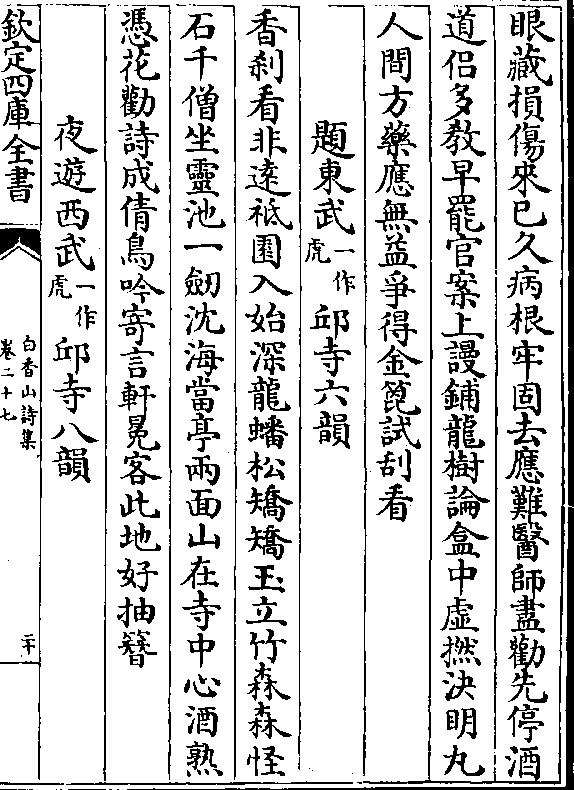 眼藏損傷來已久病根牢固去應難醫師盡勸先停酒
道侣多教早罷官案上謾鋪龍樹論盒中虛撚決明丸
人間方藥應無益爭得金篦試刮看
題東武一作虎邱寺六韻
香刹看非遠祗園入始深龍蟠松矯矯玉立竹森森怪
石千僧坐靈池一劒沈海當亭兩面山在寺中心酒熟
憑花勸詩成倩鳥吟寄言軒冕客此地好抽簮
夜遊西武一作虎邱寺八韻
欽定四庫全書
白香山詩集
卷二十七
二十